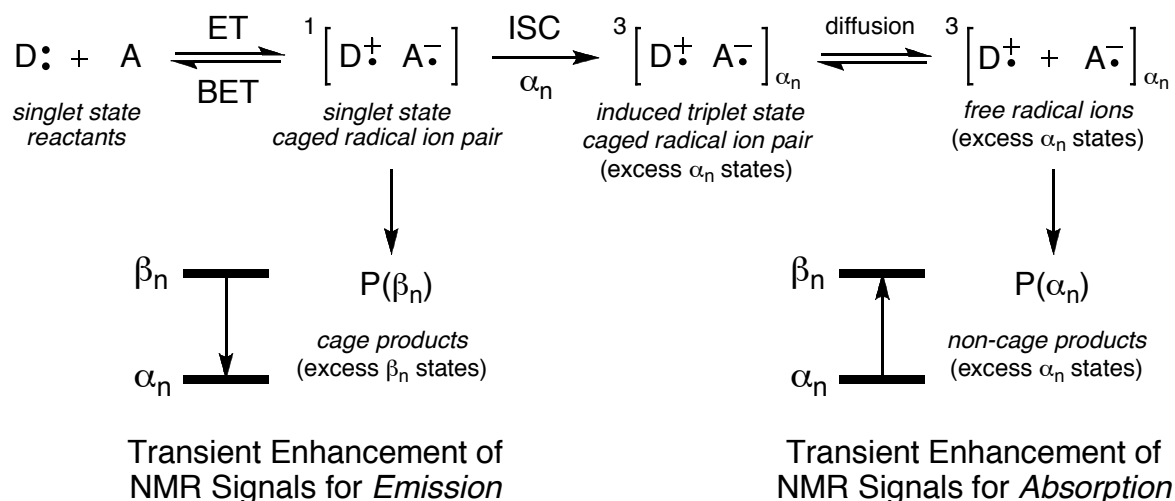 D: + A
ET
BET
1[D+• A−•]
ISC
αn
3[D+• A−•]αn
diffusion
3[D+• + A−•]αn
singlet state
reactants
singlet state
caged radical ion pair
induced triplet state
caged radical ion pair
(excess αn states)
free radical ions
(excess αn states)
βn
αn
P(βn)
cage products
(excess βn states)
βn
αn
P(αn)
non-cage products
(excess αn states)
Transient Enhancement of
NMR Signals for Emission
Transient Enhancement of
NMR Signals for Absorption